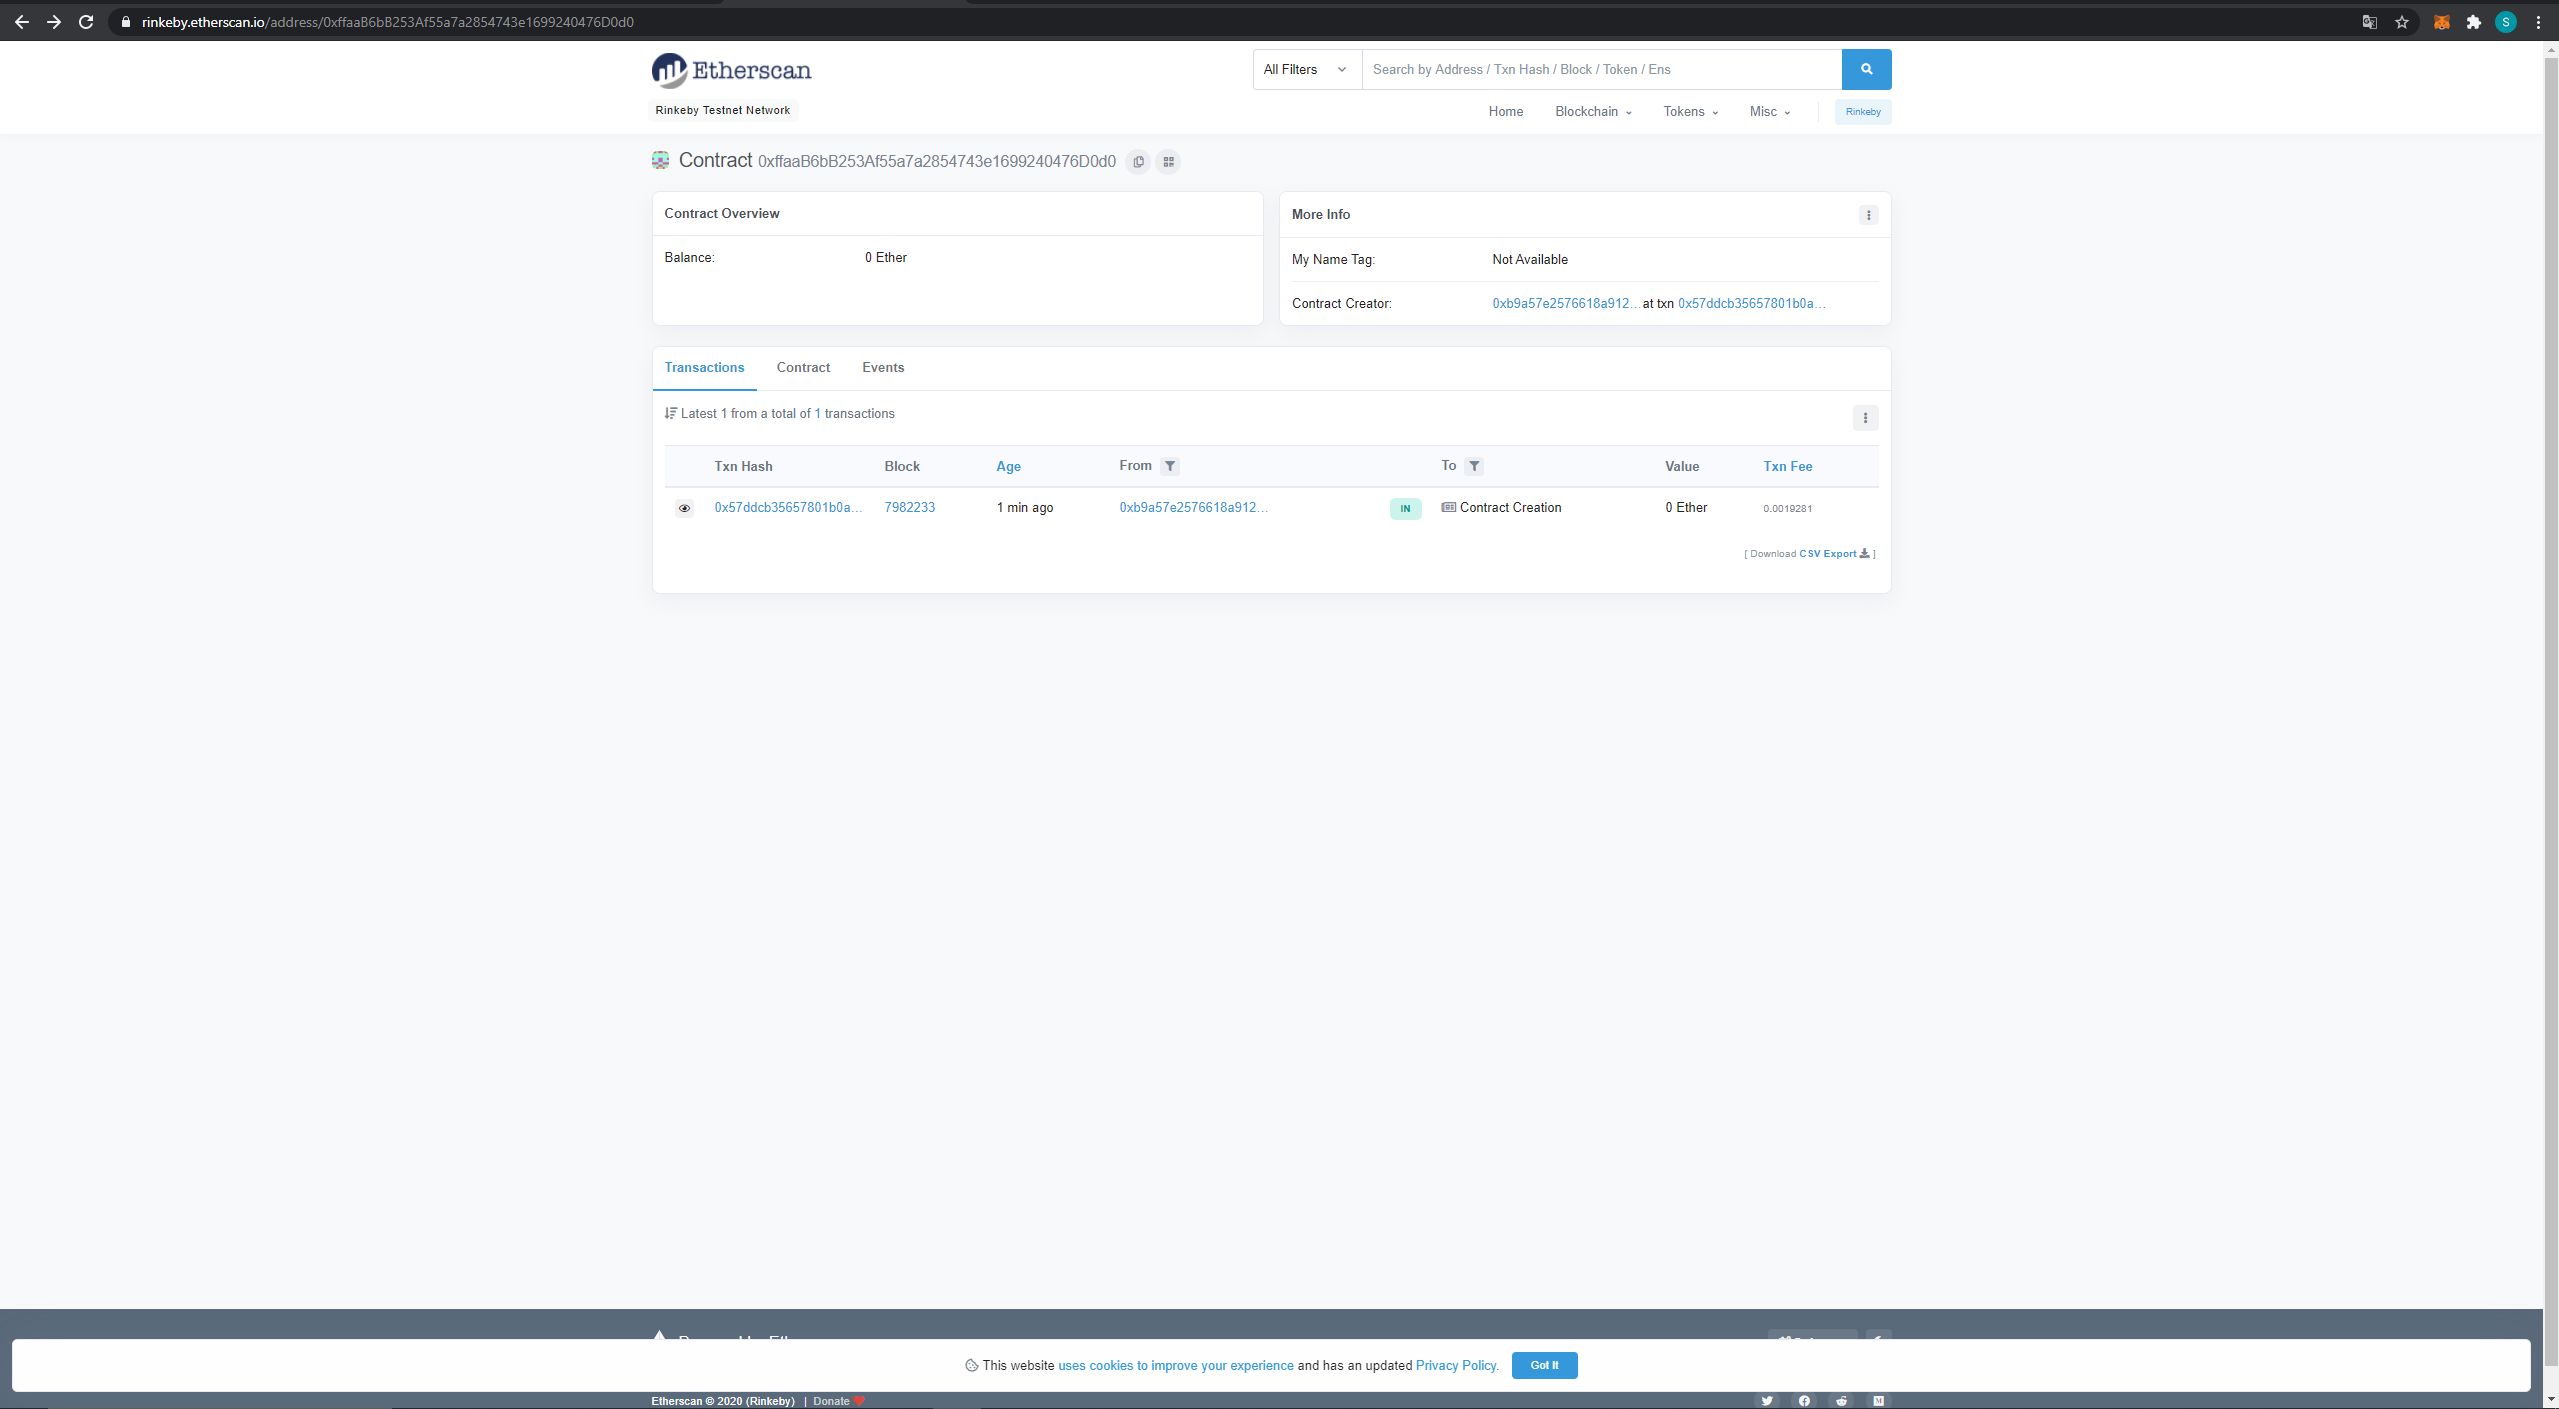 rinkeby.etherscan.io/address/0xffaaB6bB253Af55a7a2854743e1699240476D0d0
S
Etherscan
All Filters
Search by Address / Txn Hash / Block / Token / Ens
Rinkeby Testnet Network
Home Blockchain Tokens Misc Rinkeby
Contract 0xffaaB6bB253Af55a7a2854743e1699240476D0d0
Contract Overview
Balance: 0 Ether
More Info
My Name Tag: Not Available
Contract Creator: 0xb9a57e2576618a912... at txn 0x57ddcb35657801b0a...
Transactions Contract Events
Latest 1 from a total of 1 transactions
Txn Hash Block Age From To Value Txn Fee
0x57ddcb35657801b0a... 7982233 1 min ago 0xb9a57e2576618a912... IN Contract Creation 0 Ether 0.0019281
[ Download CSV Export ]
This website uses cookies to improve your experience and has an updated Privacy Policy. Got It
Etherscan © 2020 (Rinkeby) | Donate